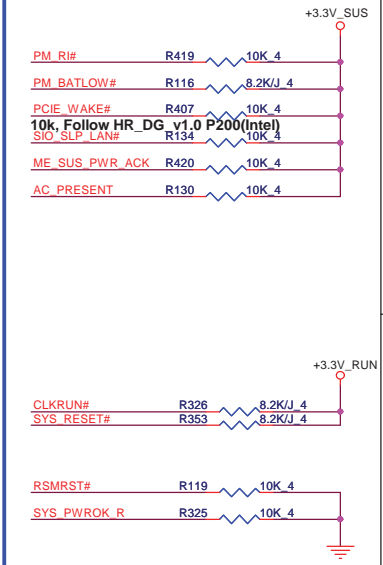 +3.3V_SUS
PM_RI# R419 10K_4
PM_BATLOW# R116 8.2K/J_4
PCIE_WAKE# R407 10K_4
10k, Follow HR_DG_v1.0 P200(Intel)
SIO_SLP_LAN# R134 10K_4
ME_SUS_PWR_ACK R420 10K_4
AC_PRESENT R130 10K_4
+3.3V_RUN
CLKRUN# R326 8.2K/J_4
SYS_RESET# R353 8.2K/J_4
RSMRST# R119 10K_4
SYS_PWROK_R R325 10K_4